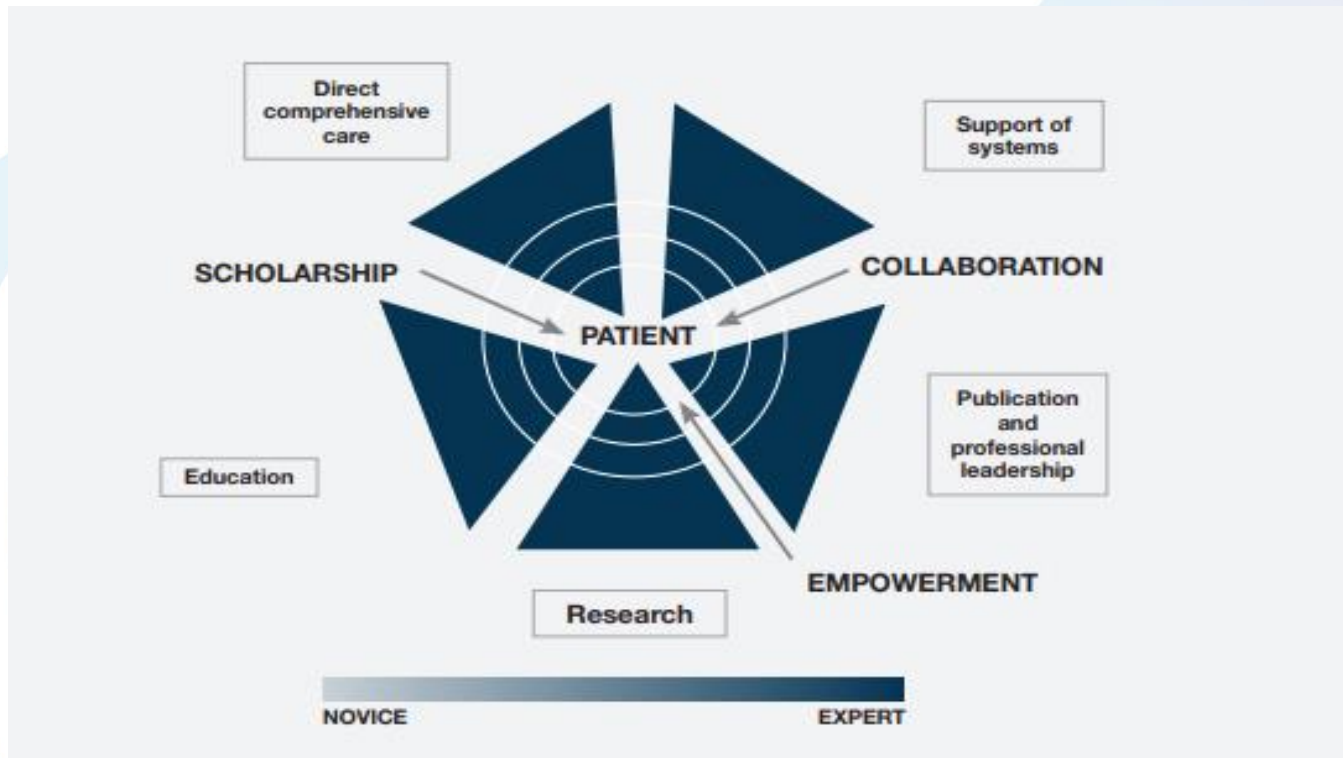 Direct
comprehensive
care
Support of
systems
SCHOLARSHIP
COLLABORATION
PATIENT
Publication
and
professional
leadership
Education
EMPOWERMENT
Research
NOVICE
EXPERT